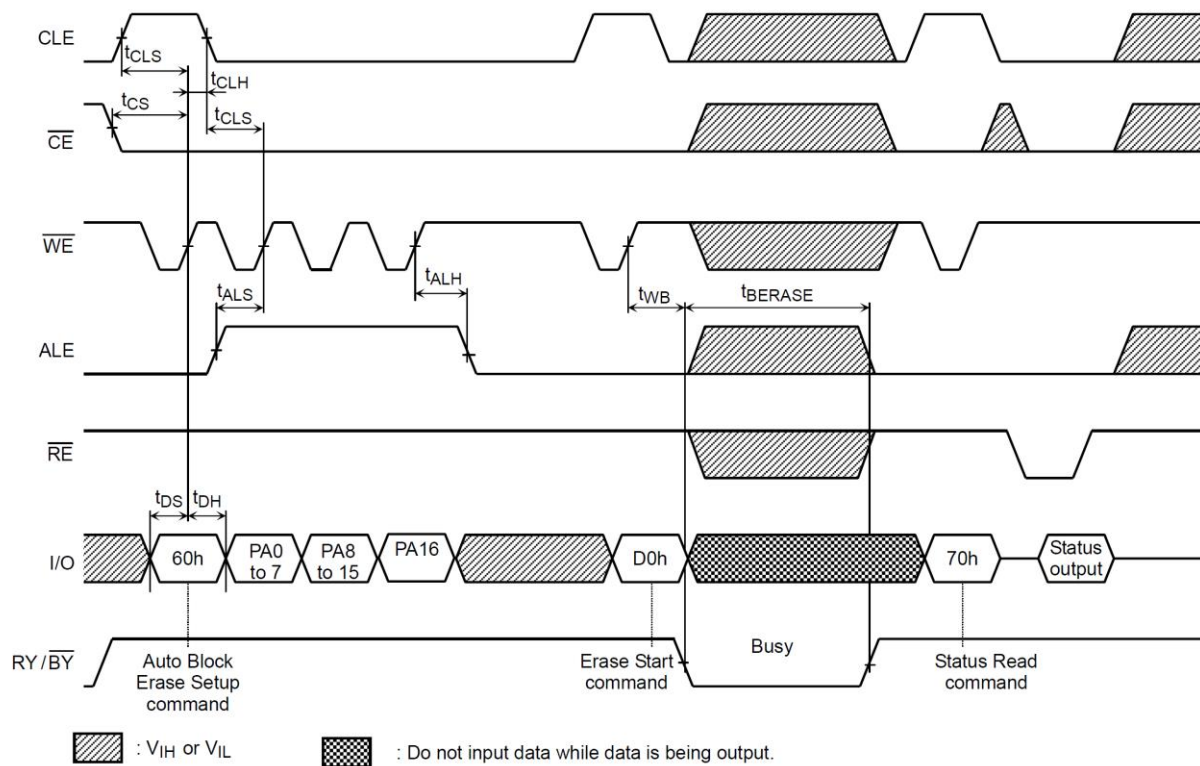 CLE
tCLS
tCLH
tCS
tCLS
CE
WE
tALH
tALS
tWB
tBERASE
ALE
RE
tDS
tDH
I/O
60h
PA0
to 7
PA8
to 15
PA16
D0h
70h
Status
output
RY/BY
Busy
Auto Block
Erase Setup
command
Erase Start
command
Status Read
command
: VIH or VIL
: Do not input data while data is being output.